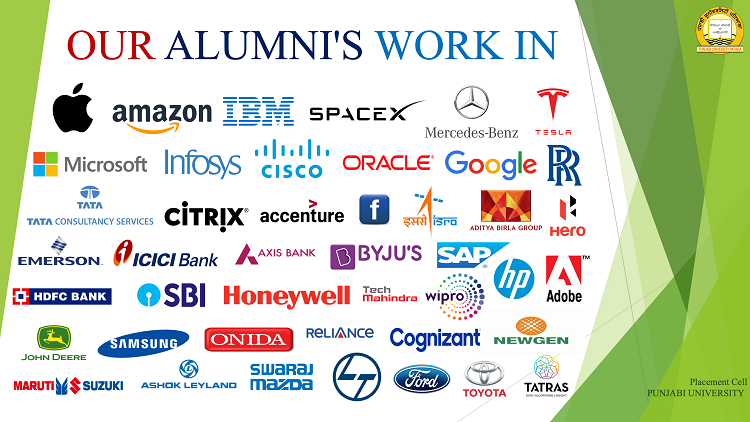 OUR ALUMNI'S WORK IN
PUNJABI UNIVERSITY PATIALA
amazon
IBM
SPACEX
Mercedes-Benz
TESLA
Microsoft
Infosys
CISCO
ORACLE
Google
RR
TATA
TATA CONSULTANCY SERVICES
CITRIX
accenture
f
इसरो isro
ADITYA BIRLA GROUP
Hero
EMERSON
ICICI Bank
AXIS BANK
B BYJU'S
SAP
hp
Adobe
HDFC BANK
SBI
Honeywell
Tech
Mahindra
wipro
JOHN DEERE
SAMSUNG
ONIDA
RELIANCE
Cognizant
NEWGEN
MARUTI SUZUKI
ASHOK LEYLAND
SWARAJ
MAZDA
LT
Ford
TOYOTA
TATRAS
Placement Cell
PUNJABI UNIVERSITY